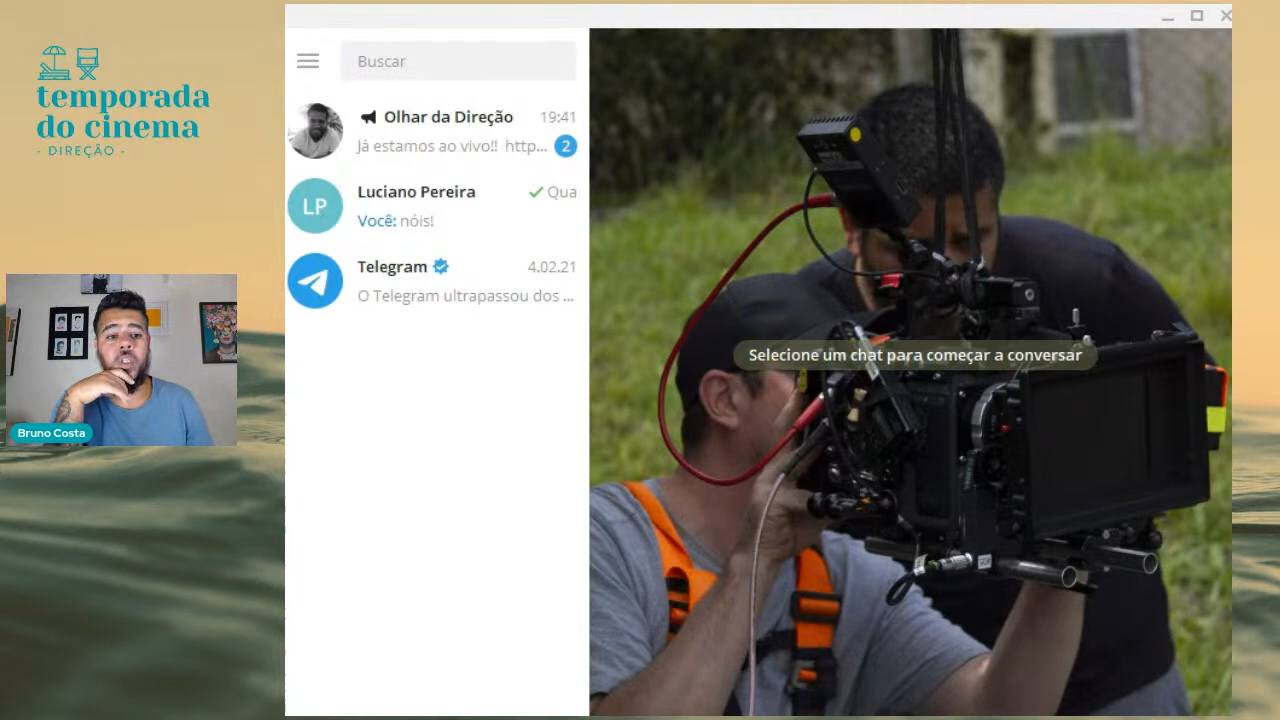 temporada
do cinema
- DIREÇÃO -
Bruno Costa
Buscar
Olhar da Direção 19:41
Já estamos ao vivo!! http... 2
LP
Luciano Pereira Qua
Você: nóis!
Telegram 4.02.21
O Telegram ultrapassou dos ...
Selecione um chat para começar a conversar